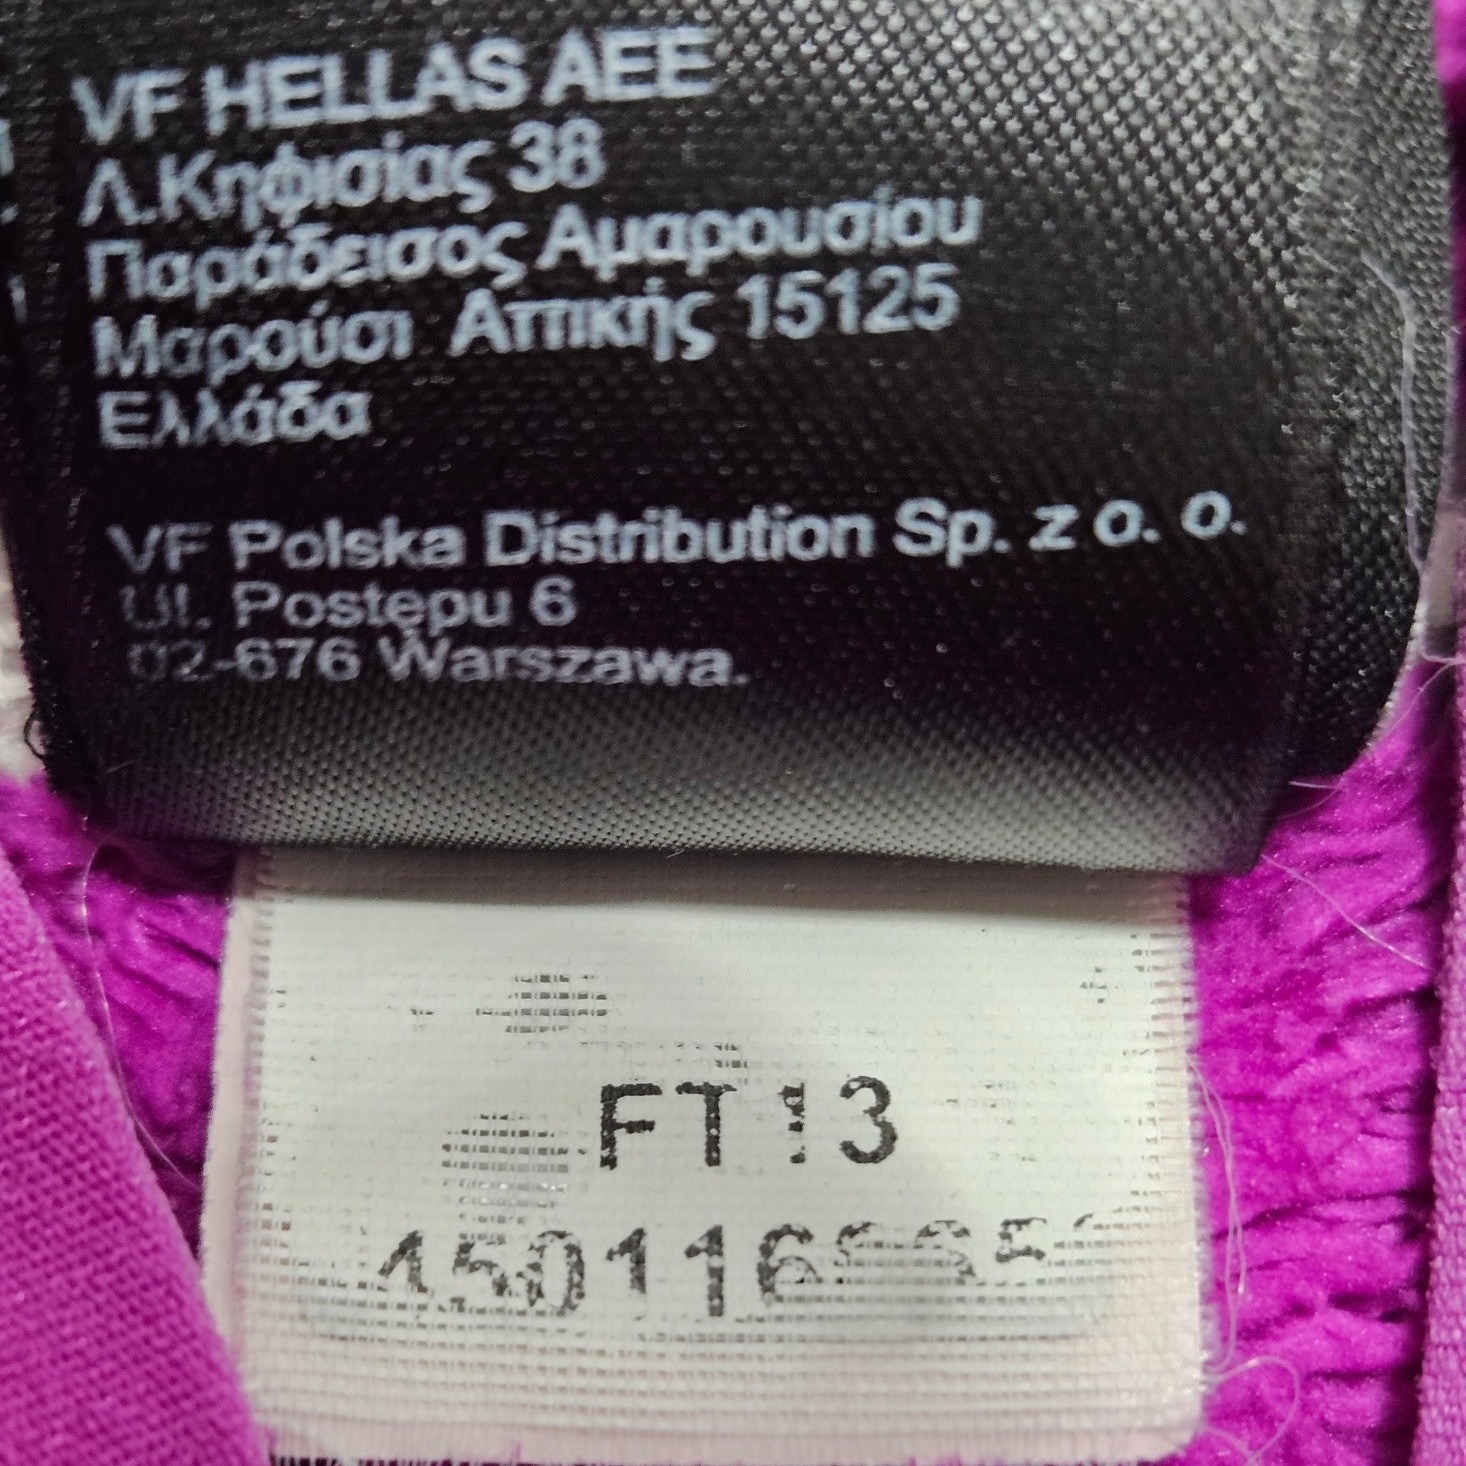 VF HELLAS AEE
Λ.Κηφισίας 38
Παράδεισος Αμαρουσίου
Μαρούσι Αττικής 15125
Ελλάδα
VF Polska Distribution Sp. z o. o.
Ul. Postępu 6
02-676 Warszawa.
FT13